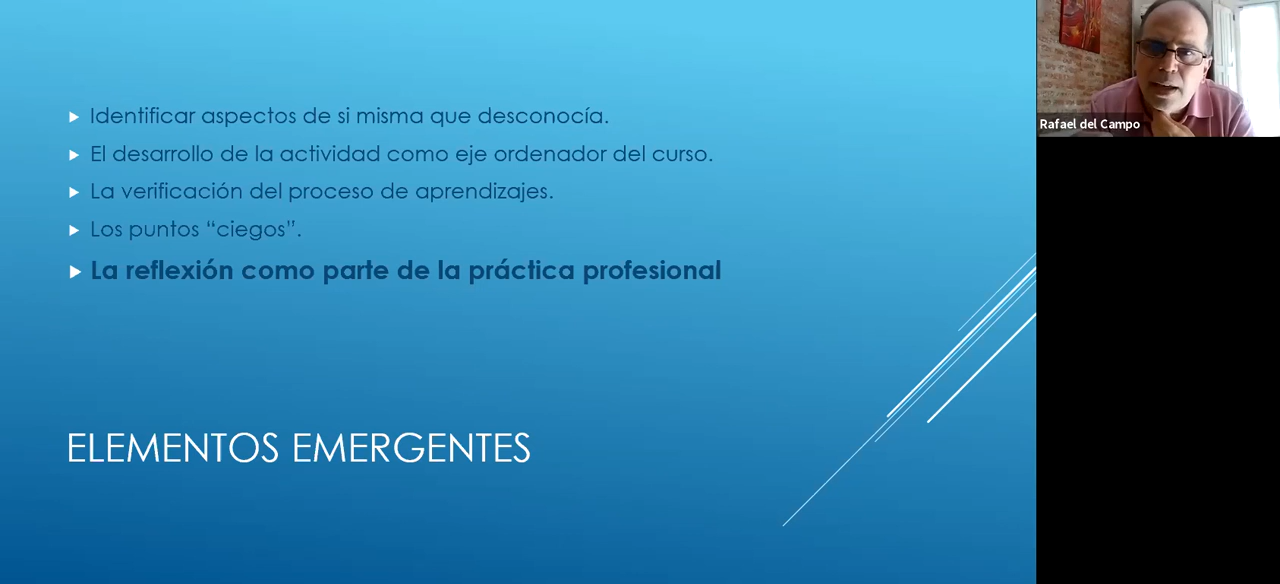 Identificar aspectos de si misma que desconocía.
El desarrollo de la actividad como eje ordenador del curso.
La verificación del proceso de aprendizajes.
Los puntos “ciegos”.
La reflexión como parte de la práctica profesional
ELEMENTOS EMERGENTES
Rafael del Campo